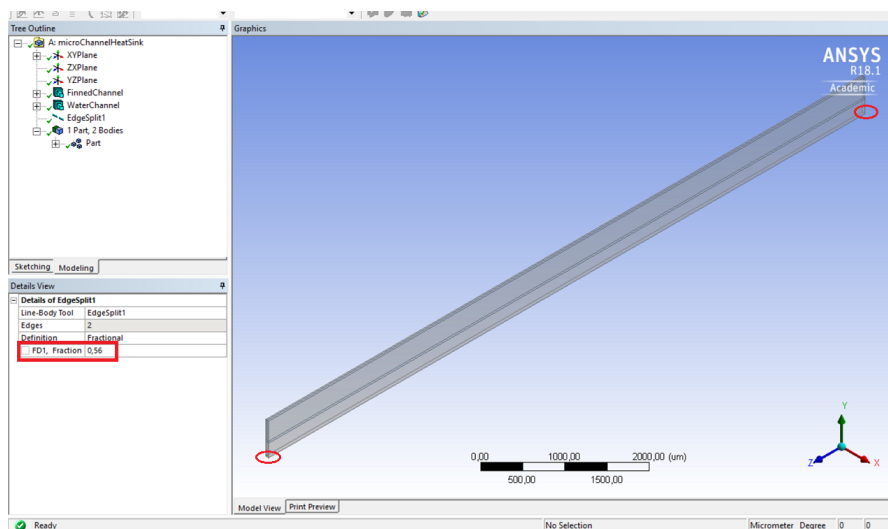 Tree Outline
Graphics
A: microChannelHeatSink
XYPlane
ZXPlane
YZPlane
FinnedChannel
WaterChannel
EdgeSplit1
1 Part, 2 Bodies
Part
ANSYS
R18.1
Academic
Sketching Modeling
Details View
Details of EdgeSplit1
Line-Body Tool EdgeSplit1
Edges 2
Definition Fractional
FD1, Fraction 0,56
0,00 1000,00 2000,00 (um)
500,00 1500,00
Y
Z X
Model View Print Preview
Ready No Selection Micrometer Degree 0 0